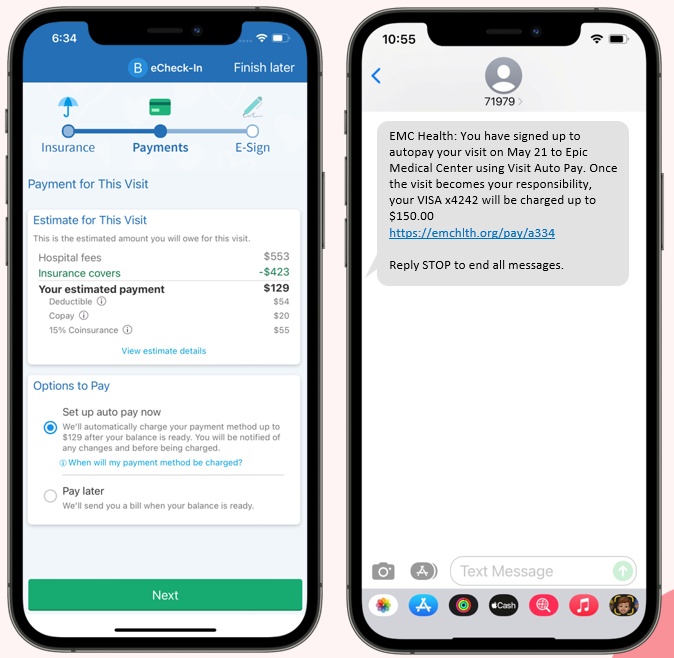 6:34
B eCheck-In Finish later
Insurance Payments E-Sign
Payment for This Visit
Estimate for This Visit
This is the estimated amount you will owe for this visit.
Hospital fees $553
Insurance covers -$423
Your estimated payment $129
Deductible $54
Copay $20
15% Coinsurance $55
View estimate details
Options to Pay
Set up auto pay now
We'll automatically charge your payment method up to
$129 after your balance is ready. You will be notified of
any changes and before being charged.
When will my payment method be charged?
Pay later
We'll send you a bill when your balance is ready.
Next
10:55
71979
EMC Health: You have signed up to
autopay your visit on May 21 to Epic
Medical Center using Visit Auto Pay. Once
the visit becomes your responsibility,
your VISA x4242 will be charged up to
$150.00
https://emchlth.org/pay/a334
Reply STOP to end all messages.
Text Message
Cash